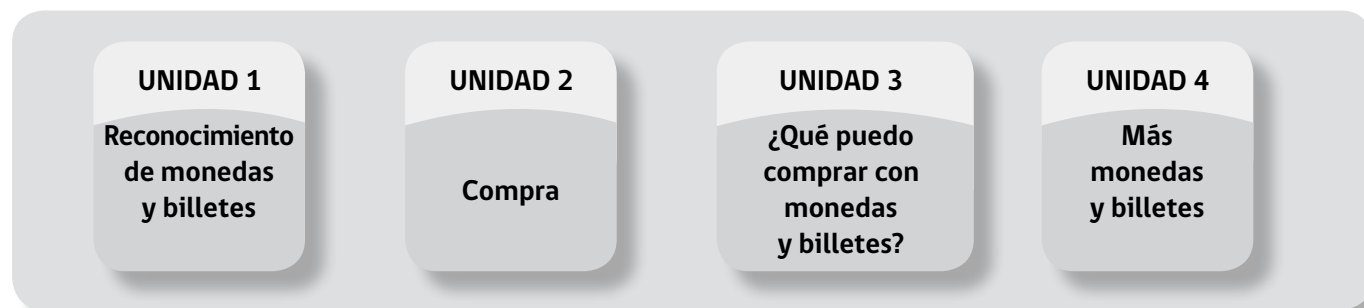 UNIDAD 1
Reconocimiento
de monedas
y billetes
UNIDAD 2
Compra
UNIDAD 3
¿Qué puedo
comprar con
monedas
y billetes?
UNIDAD 4
Más
monedas
y billetes